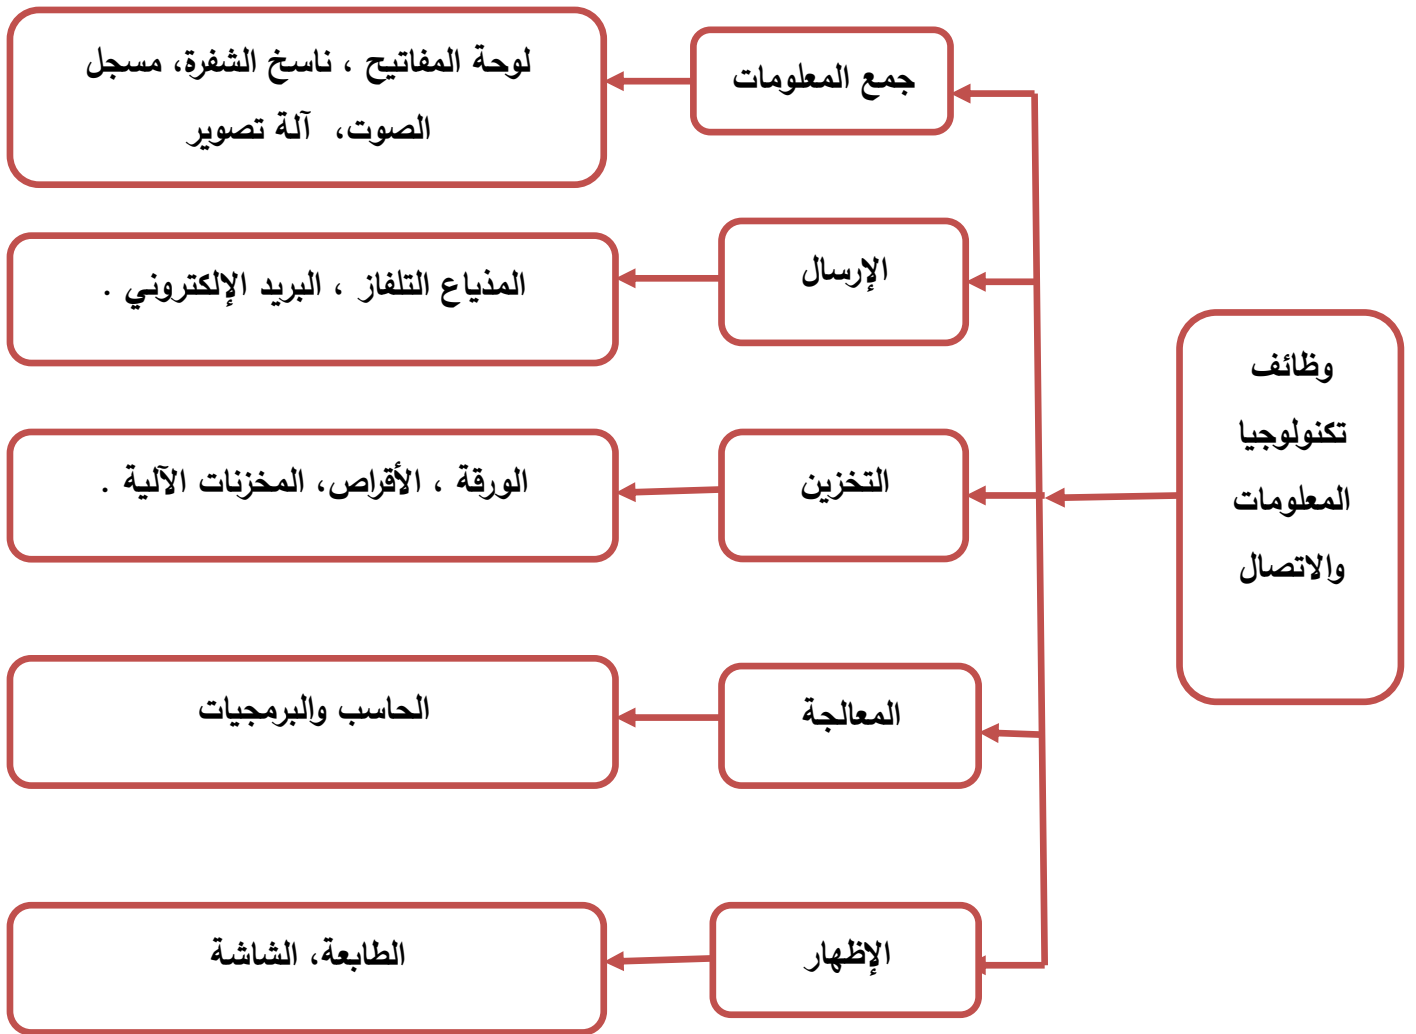 وظائف
تكنولوجيا
المعلومات
والاتصال
جمع المعلومات
لوحة المفاتيح ، ناسخ الشفرة، مسجل
الصوت، آلة تصوير
الإرسال
المذياع التلفاز ، البريد الإلكتروني .
التخزين
الورقة ، الأقراص، المخزنات الآلية .
المعالجة
الحاسب والبرمجيات
الإظهار
الطابعة، الشاشة